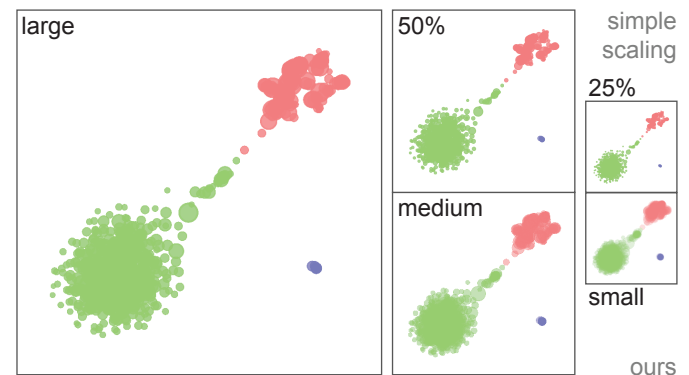 large
50%
simple
scaling
25%
medium
small
ours